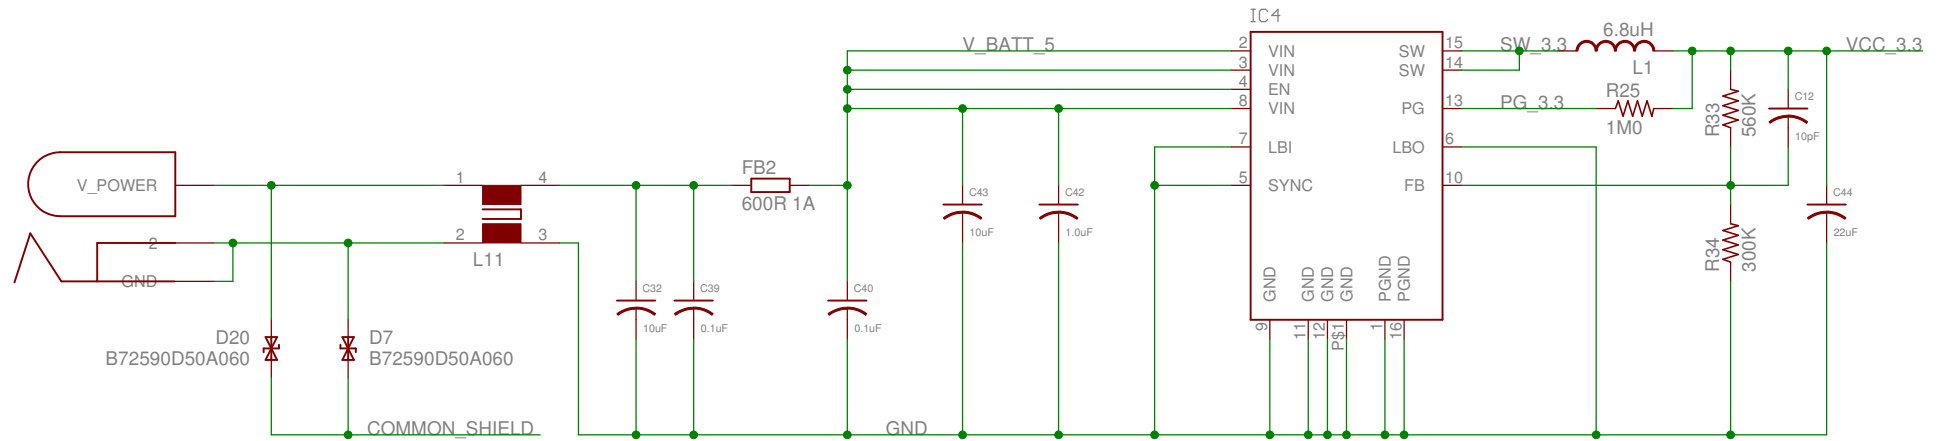 IC4
V_BATT_5
2 VIN
3 VIN
4 EN
8 VIN
7 LBI
5 SYNC
SW 15
SW 14
PG 13
LBO 6
FB 10
GND
GND
GND
GND
PGND
PGND
9
11
12
P$1
1
16
SW_3.3
6.8uH
L1
VCC_3.3
PG_3.3
R25
1M0
R33
560K
C12
10pF
R34
300K
C44
22uF
V_POWER
2
GND
1
4
2
3
L11
FB2
600R 1A
C43
10uF
C42
1.0uF
C32
10uF
C39
0.1uF
C40
0.1uF
D20
B72590D50A060
D7
B72590D50A060
COMMON_SHIELD
GND